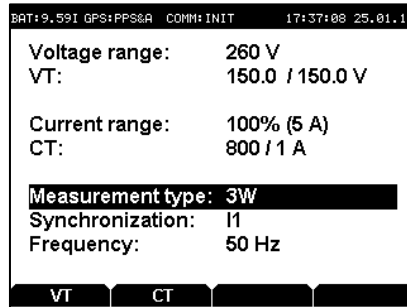 BAT:9.59I GPS:PPS&A COMM:INIT 17:37:08 25.01.1
Voltage range: 260 V
VT: 150.0 / 150.0 V
Current range: 100% (5 A)
CT: 800 / 1 A
Measurement type: 3W
Synchronization: I1
Frequency: 50 Hz
VT CT